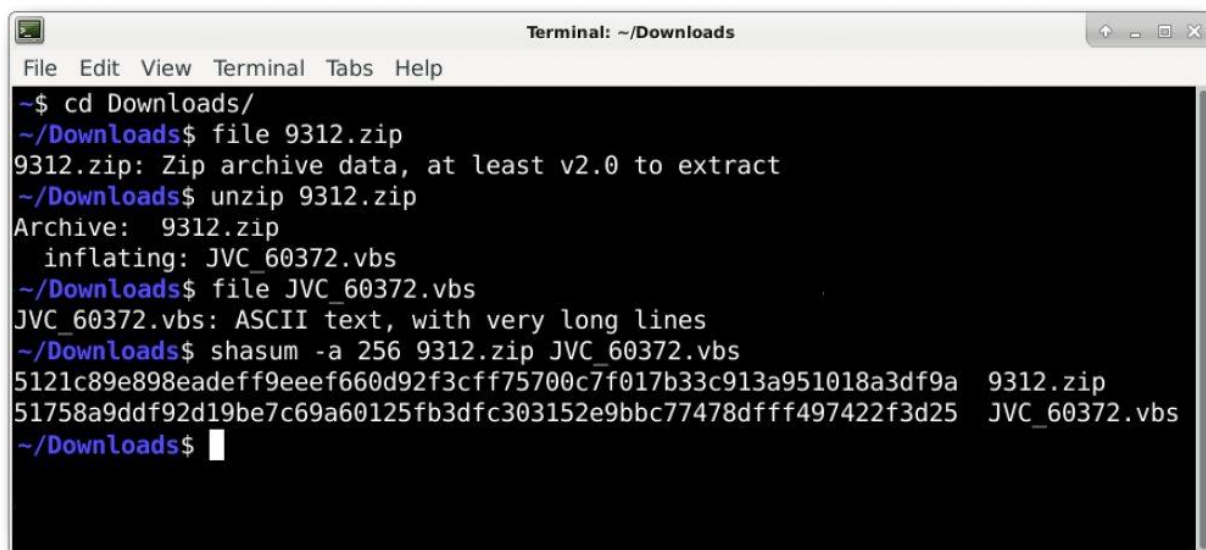 Terminal: ~/Downloads
File Edit View Terminal Tabs Help
~$ cd Downloads/
~/Downloads$ file 9312.zip
9312.zip: Zip archive data, at least v2.0 to extract
~/Downloads$ unzip 9312.zip
Archive:  9312.zip
  inflating: JVC_60372.vbs
~/Downloads$ file JVC_60372.vbs
JVC_60372.vbs: ASCII text, with very long lines
~/Downloads$ shasum -a 256 9312.zip JVC_60372.vbs
5121c89e898eadeff9eeef660d92f3cff75700c7f017b33c913a951018a3df9a  9312.zip
51758a9ddf92d19be7c69a60125fb3dfc303152e9bbc77478dfff497422f3d25  JVC_60372.vbs
~/Downloads$